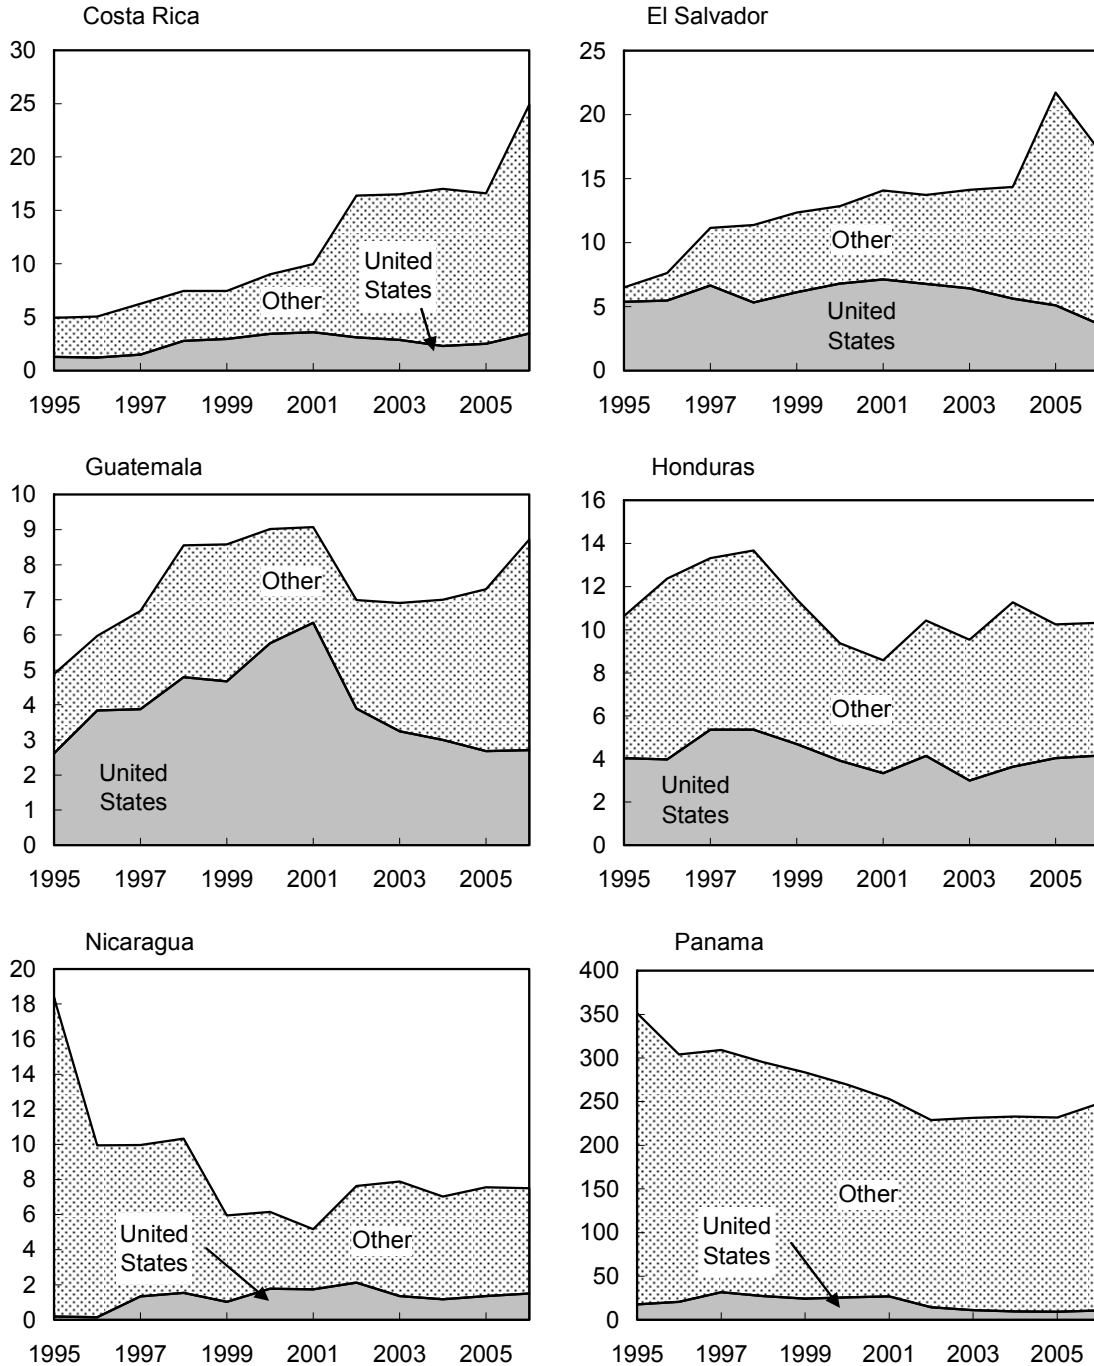 Costa Rica
30
25
20
15
10
5
0
United
States
Other
1995 1997 1999 2001 2003 2005
El Salvador
25
20
15
10
5
0
Other
United
States
1995 1997 1999 2001 2003 2005
Guatemala
10
9
8
7
6
5
4
3
2
1
0
Other
United
States
1995 1997 1999 2001 2003 2005
Honduras
16
14
12
10
8
6
4
2
0
Other
United
States
1995 1997 1999 2001 2003 2005
Nicaragua
20
18
16
14
12
10
8
6
4
2
0
United
States
Other
1995 1997 1999 2001 2003 2005
Panama
400
350
300
250
200
150
100
50
0
Other
United
States
1995 1997 1999 2001 2003 2005